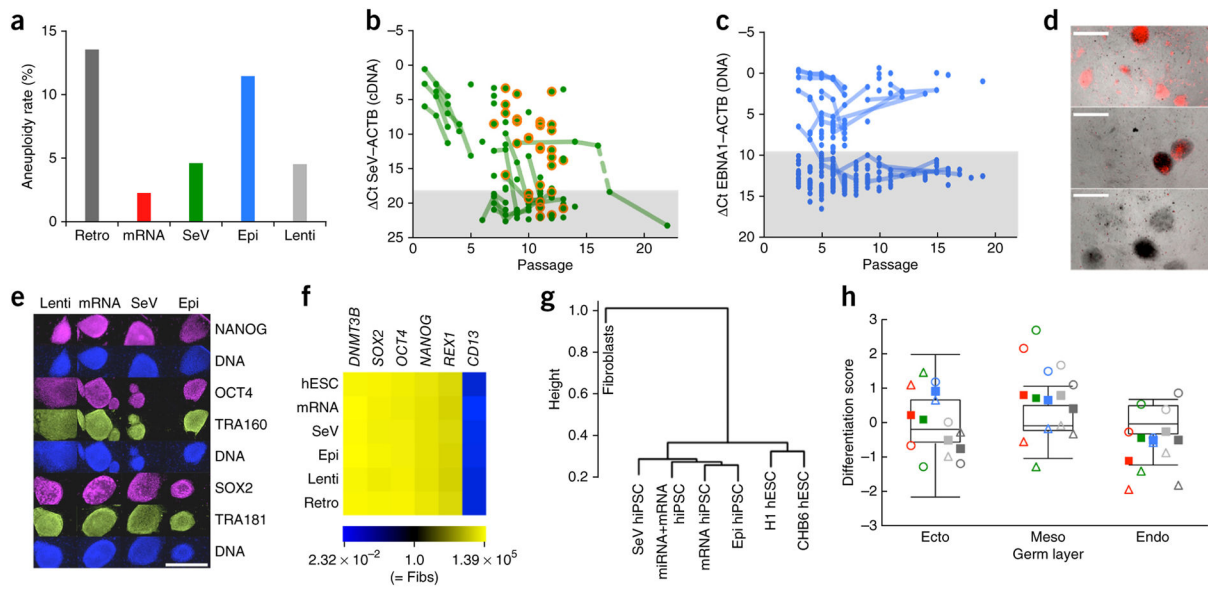 a
Aneuploidy rate (%)
15
10
5
0
Retro mRNA SeV Epi Lenti
b
ΔCt SeV–ACTB (cDNA)
–5
0
5
10
15
20
25
0 5 10 15 20
Passage
c
ΔCt EBNA1–ACTB (DNA)
–5
0
5
10
15
20
0 5 10 15 20
Passage
d
e
Lenti mRNA SeV Epi
NANOG
DNA
OCT4
TRA160
DNA
SOX2
TRA181
DNA
f
DNMT3B
SOX2
OCT4
NANOG
REX1
CD13
hESC
mRNA
SeV
Epi
Lenti
Retro
2.32 × 10⁻² 1.0 1.39 × 10⁵
(= Fibs)
g
Height
1.0
0.8
0.6
0.4
0.2
Fibroblasts
SeV hiPSC
miRNA+mRNA
hiPSC
mRNA hiPSC
Epi hiPSC
H1 hESC
CHB6 hESC
h
Differentiation score
3
2
1
0
–1
–2
–3
Ecto Meso Endo
Germ layer